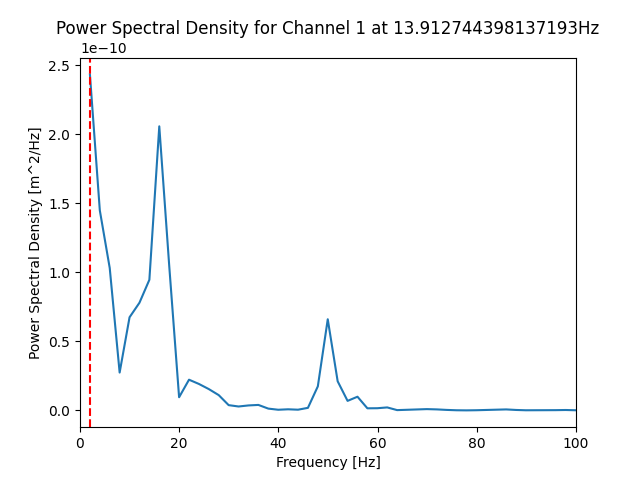 Power Spectral Density for Channel 1 at 13.912744398137193Hz
1e−10
2.5
2.0
1.5
1.0
0.5
0.0
Power Spectral Density [m^2/Hz]
0 20 40 60 80 100
Frequency [Hz]